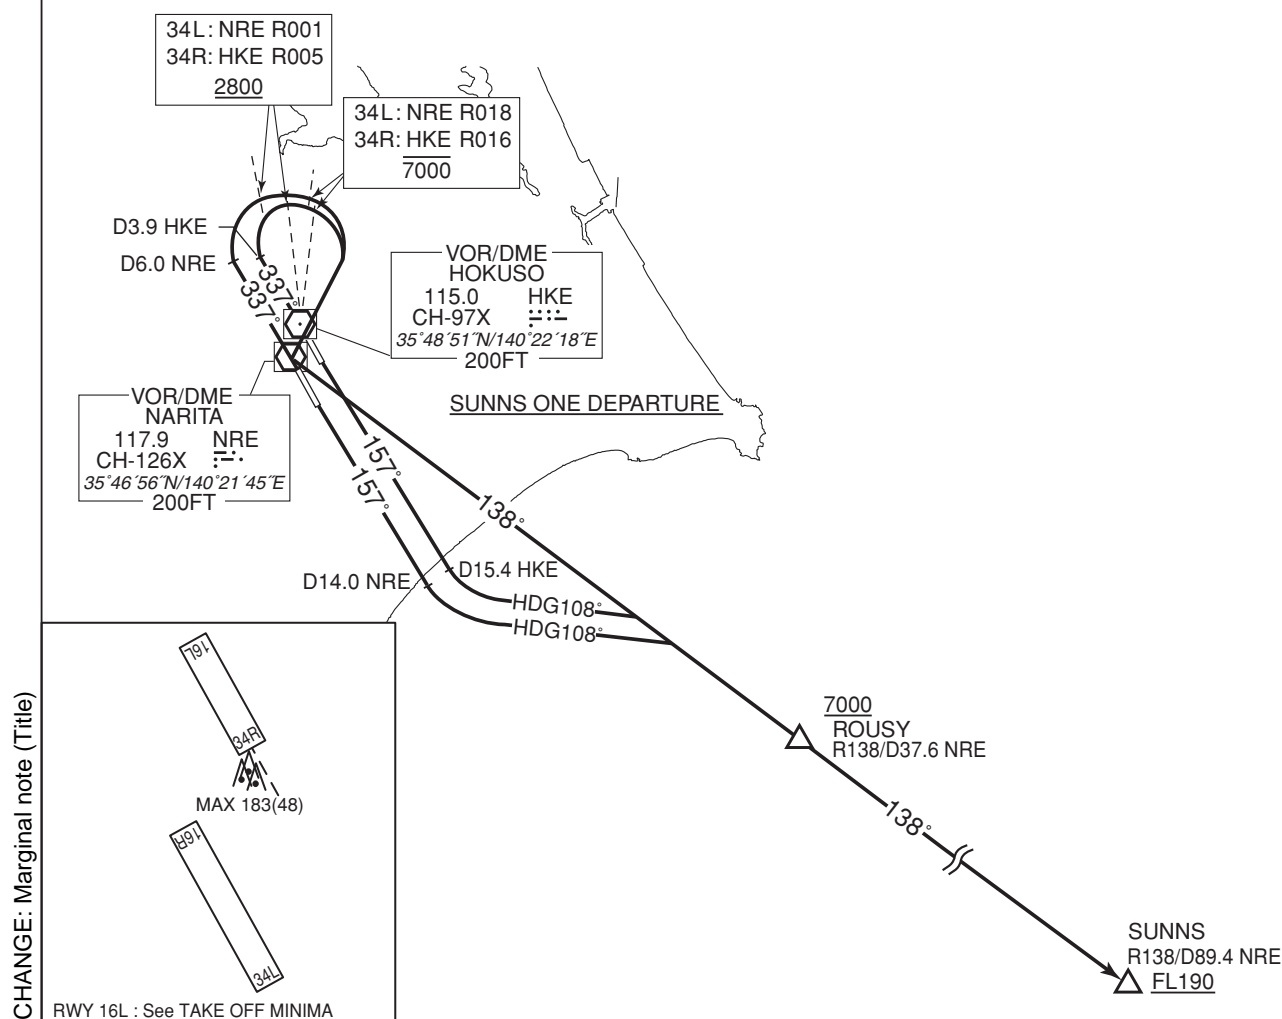 34L: NRE R001
34R: HKE R005
2800
34L: NRE R018
34R: HKE R016
7000
D3.9 HKE
D6.0 NRE
337°
337°
VOR/DME
HOKUSO
115.0 HKE
CH-97X
35°48´51˝N/140°22´18˝E
200FT
VOR/DME
NARITA
117.9 NRE
CH-126X
35°46´56˝N/140°21´45˝E
200FT
SUNNS ONE DEPARTURE
157°
157°
138°
D15.4 HKE
D14.0 NRE
HDG108°
HDG108°
7000
ROUSY
R138/D37.6 NRE
138°
SUNNS
R138/D89.4 NRE
FL190
16L
34R
MAX 183(48)
16R
34L
RWY 16L : See TAKE OFF MINIMA
CHANGE: Marginal note (Title)